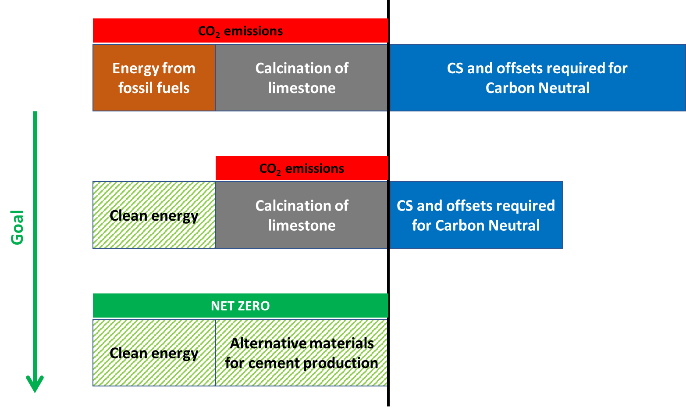 CO₂ emissions
Energy from
fossil fuels
Calcination of
limestone
CS and offsets required for
Carbon Neutral
CO₂ emissions
Clean energy
Calcination of
limestone
CS and offsets required
for Carbon Neutral
Goal
NET ZERO
Clean energy
Alternative materials
for cement production